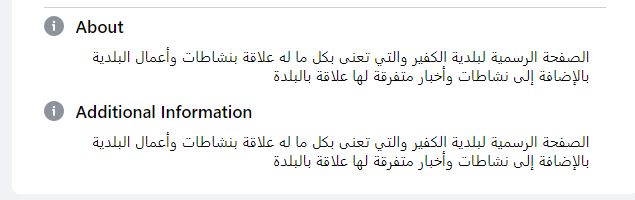 About
الصفحة الرسمية لبلدية الكفير والتي تعنى بكل ما له علاقة بنشاطات وأعمال البلدية
بالإضافة إلى نشاطات وأخبار متفرقة لها علاقة بالبلدة
Additional Information
الصفحة الرسمية لبلدية الكفير والتي تعنى بكل ما له علاقة بنشاطات وأعمال البلدية
بالإضافة إلى نشاطات وأخبار متفرقة لها علاقة بالبلدة